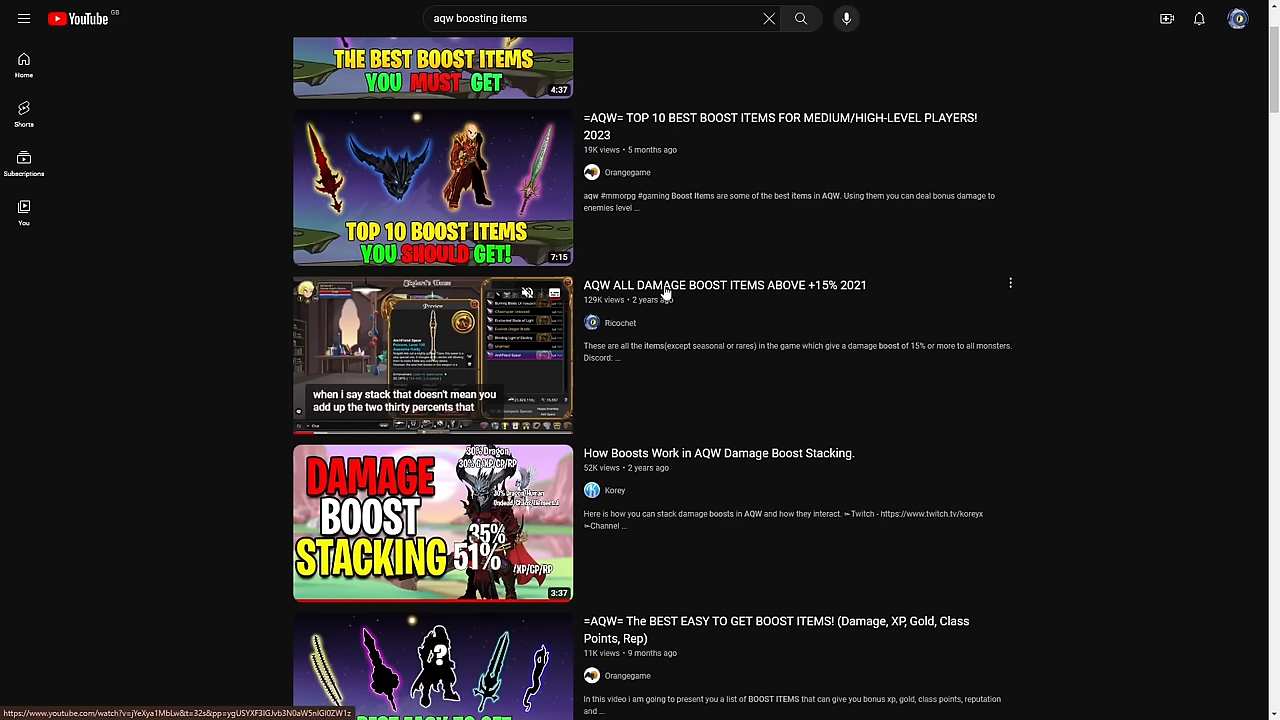 YouTube GB
aqw boosting items
Home
Shorts
Subscriptions
You
THE BEST BOOST ITEMS
YOU MUST GET
4:37
=AQW= TOP 10 BEST BOOST ITEMS FOR MEDIUM/HIGH-LEVEL PLAYERS!
2023
19K views • 5 months ago
Orangegame
aqw #mmorpg #gaming Boost Items are some of the best items in AQW. Using them you can deal bonus damage to
enemies level ...
TOP 10 BOOST ITEMS
YOU SHOULD GET!
7:15
AQW ALL DAMAGE BOOST ITEMS ABOVE +15% 2021
129K views • 2 years ago
Ricochet
These are all the items(except seasonal or rares) in the game which give a damage boost of 15% or more to all monsters.
Discord: ...
Preview
when i say stack that doesn't mean you
add up the two thirty percents that
How Boosts Work in AQW Damage Boost Stacking.
52K views • 2 years ago
Korey
Here is how you can stack damage boosts in AQW and how they interact. ✂Twitch - https://www.twitch.tv/koreyx
✂Channel ...
DAMAGE
BOOST
STACKING
30% Dragon,
35%
51%
/XP/CP/RP
3:37
=AQW= The BEST EASY TO GET BOOST ITEMS! (Damage, XP, Gold, Class
Points, Rep)
11K views • 9 months ago
Orangegame
In this video i am going to present you a list of BOOST ITEMS that can give you bonus xp, gold, class points, reputation
and ...
?